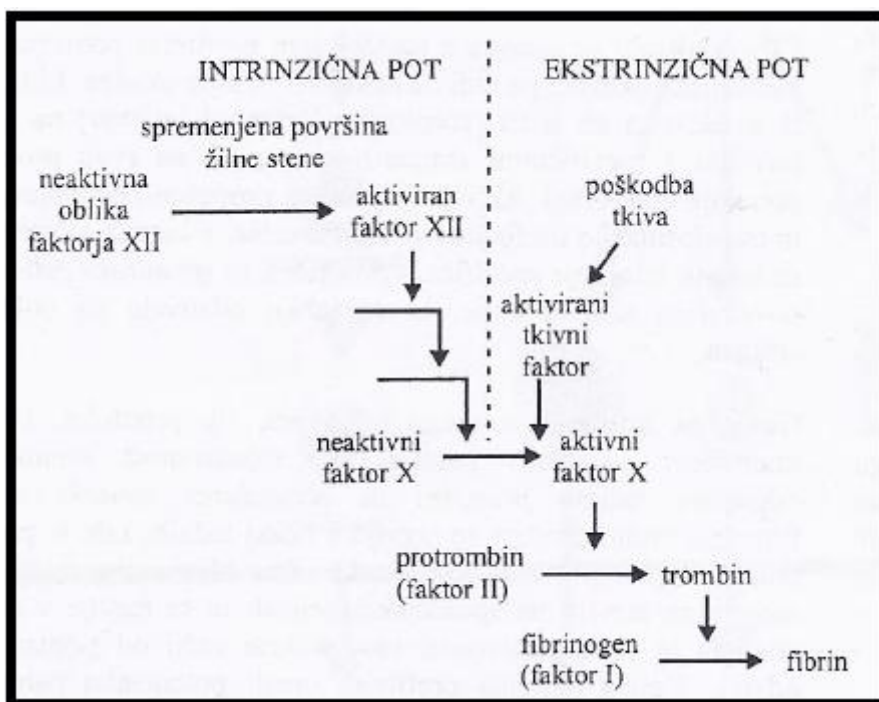 INTRINZIČNA POT
EKSTRINZIČNA POT
spremenjena površina
žilne stene
neaktivna
oblika
faktorja XII
aktiviran
faktor XII
poškodba
tkiva
aktivirani
tkivni
faktor
neaktivni
faktor X
aktivni
faktor X
protrombin
(faktor II)
trombin
fibrinogen
(faktor I)
fibrin